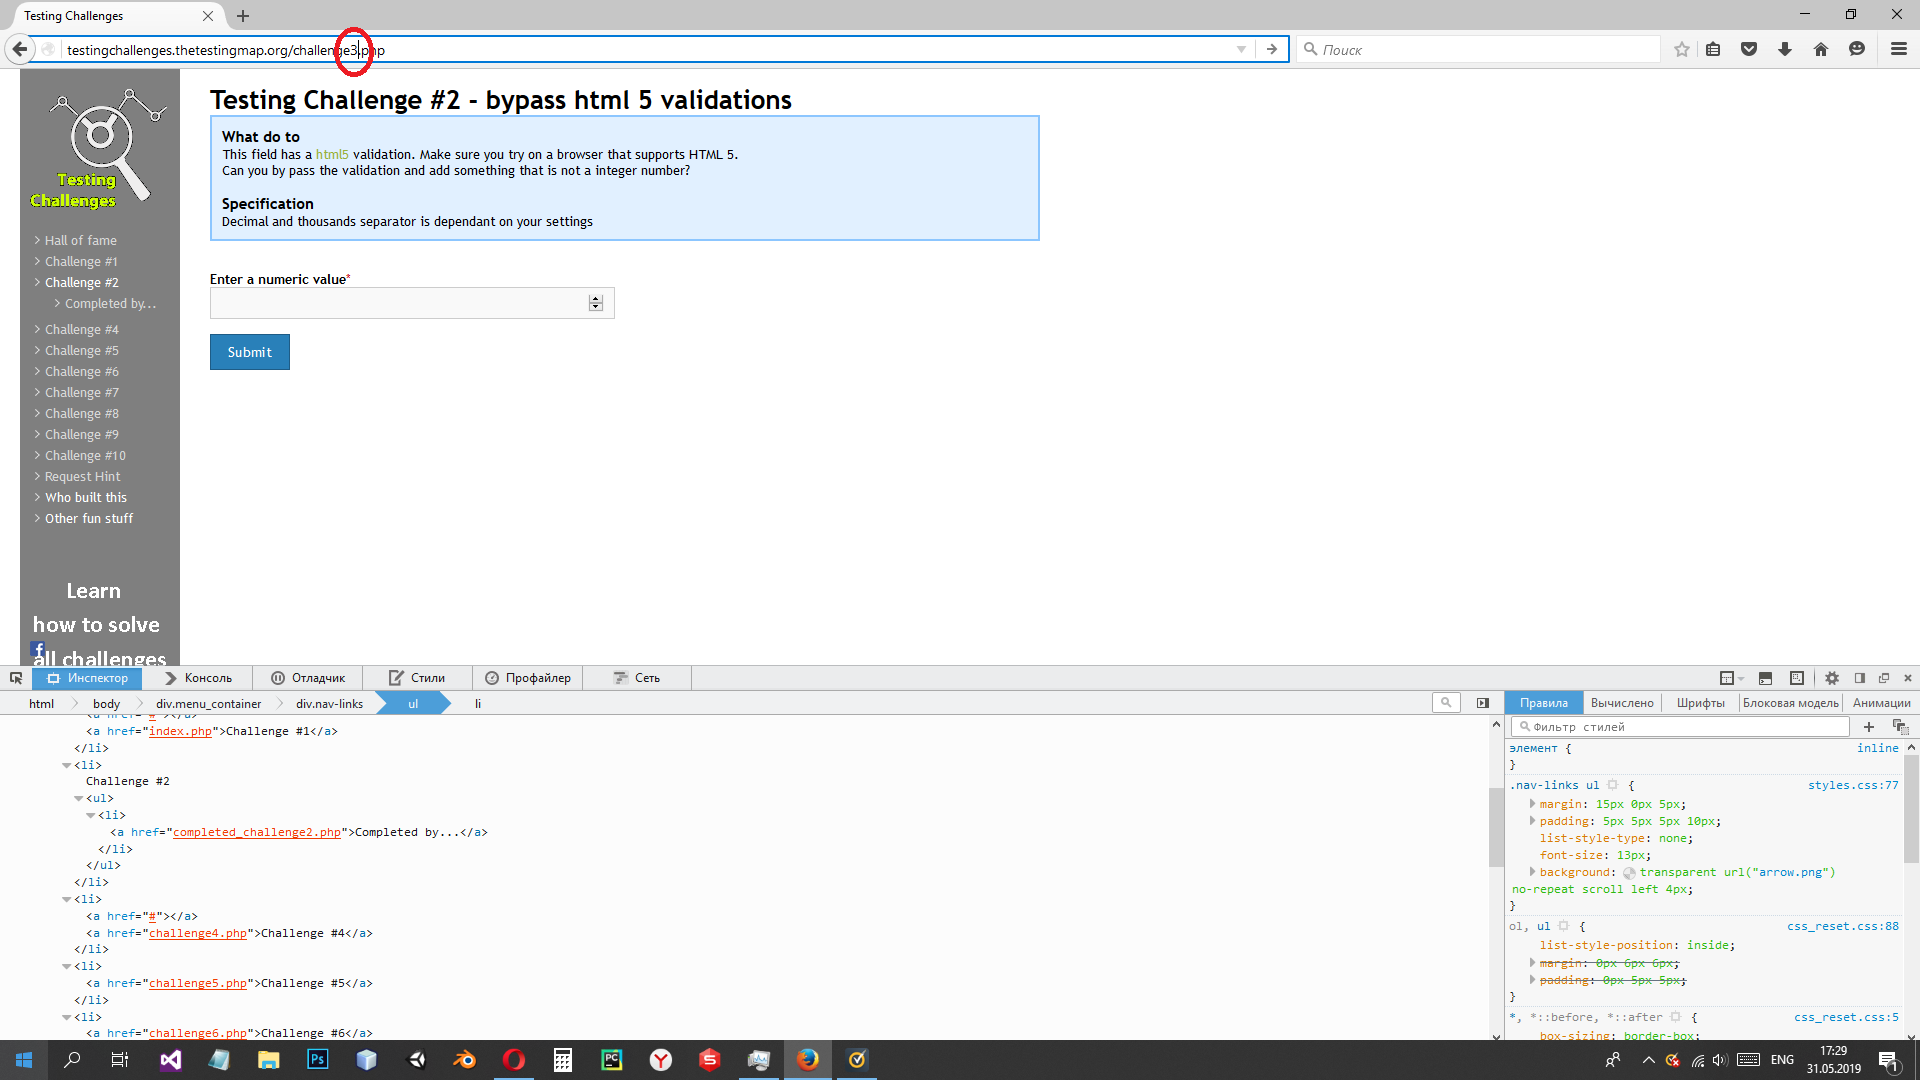 Testing Challenges
testingchallenges.thetestingmap.org/challenge3.php
Поиск
Testing
Challenges
Hall of fame
Challenge #1
Challenge #2
Completed by...
Challenge #4
Challenge #5
Challenge #6
Challenge #7
Challenge #8
Challenge #9
Challenge #10
Request Hint
Who built this
Other fun stuff
Learn
how to solve
all challenges
Testing Challenge #2 - bypass html 5 validations
What do to
This field has a html5 validation. Make sure you try on a browser that supports HTML 5.
Can you by pass the validation and add something that is not a integer number?
Specification
Decimal and thousands separator is dependant on your settings
Enter a numeric value*
Submit
Инспектор
Консоль
Отладчик
Стили
Профайлер
Сеть
html
body
div.menu_container
div.nav-links
ul
li
<a href="#"></a>
<a href="index.php">Challenge #1</a>
</li>
<li>
Challenge #2
<ul>
<li>
<a href="completed_challenge2.php">Completed by...</a>
</li>
</ul>
</li>
<li>
<a href="#"></a>
<a href="challenge4.php">Challenge #4</a>
</li>
<li>
<a href="challenge5.php">Challenge #5</a>
</li>
<li>
<a href="challenge6.php">Challenge #6</a>
Правила
Вычислено
Шрифты
Блоковая модель
Анимации
Фильтр стилей
элемент { inline
}
.nav-links ul { styles.css:77
margin: 15px 0px 5px;
padding: 5px 5px 5px 10px;
list-style-type: none;
font-size: 13px;
background: transparent url("arrow.png")
no-repeat scroll left 4px;
}
ol, ul { css_reset.css:88
list-style-position: inside;
margin: 0px 6px 6px;
padding: 0px 5px 5px;
}
*, *::before, *::after { css_reset.css:5
box-sizing: border-box;
Ps
PC
ENG
17:29
31.05.2019
1